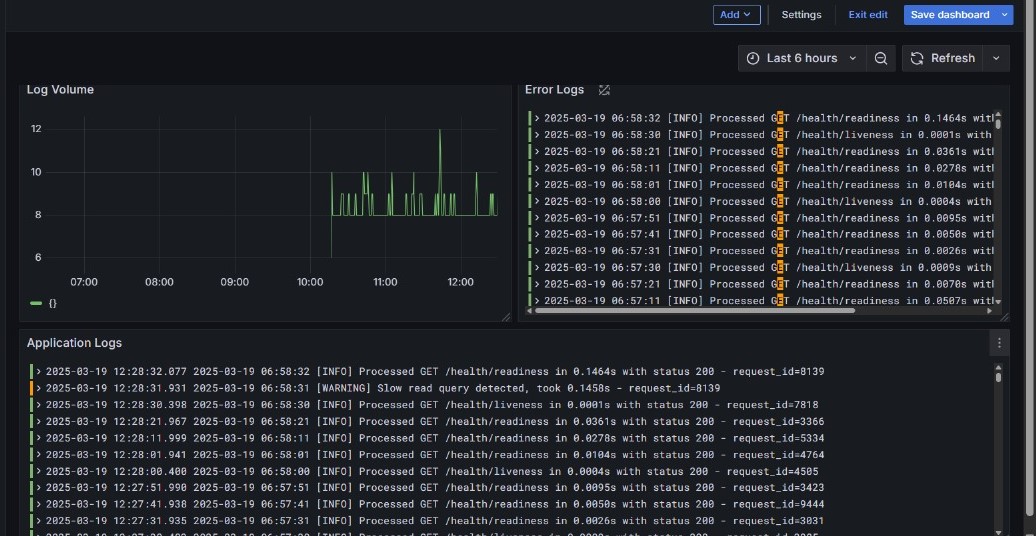 Add
Settings
Exit edit
Save dashboard
Last 6 hours
Refresh
Log Volume
12
10
8
6
07:00
08:00
09:00
10:00
11:00
12:00
{}
Error Logs
2025-03-19 06:58:32 [INFO] Processed GET /health/readiness in 0.1464s with
2025-03-19 06:58:30 [INFO] Processed GET /health/liveness in 0.0001s with
2025-03-19 06:58:21 [INFO] Processed GET /health/readiness in 0.0361s with
2025-03-19 06:58:11 [INFO] Processed GET /health/readiness in 0.0278s with
2025-03-19 06:58:01 [INFO] Processed GET /health/readiness in 0.0104s with
2025-03-19 06:58:00 [INFO] Processed GET /health/liveness in 0.0004s with
2025-03-19 06:57:51 [INFO] Processed GET /health/readiness in 0.0095s with
2025-03-19 06:57:41 [INFO] Processed GET /health/readiness in 0.0050s with
2025-03-19 06:57:31 [INFO] Processed GET /health/readiness in 0.0026s with
2025-03-19 06:57:30 [INFO] Processed GET /health/liveness in 0.0009s with
2025-03-19 06:57:21 [INFO] Processed GET /health/readiness in 0.0070s with
2025-03-19 06:57:11 [INFO] Processed GET /health/readiness in 0.0507s with
Application Logs
2025-03-19 12:28:32.077 2025-03-19 06:58:32 [INFO] Processed GET /health/readiness in 0.1464s with status 200 - request_id=8139
2025-03-19 12:28:31.931 2025-03-19 06:58:31 [WARNING] Slow read query detected, took 0.1458s - request_id=8139
2025-03-19 12:28:30.398 2025-03-19 06:58:30 [INFO] Processed GET /health/liveness in 0.0001s with status 200 - request_id=7818
2025-03-19 12:28:21.967 2025-03-19 06:58:21 [INFO] Processed GET /health/readiness in 0.0361s with status 200 - request_id=3366
2025-03-19 12:28:11.999 2025-03-19 06:58:11 [INFO] Processed GET /health/readiness in 0.0278s with status 200 - request_id=5334
2025-03-19 12:28:01.941 2025-03-19 06:58:01 [INFO] Processed GET /health/readiness in 0.0104s with status 200 - request_id=4764
2025-03-19 12:28:00.400 2025-03-19 06:58:00 [INFO] Processed GET /health/liveness in 0.0004s with status 200 - request_id=4505
2025-03-19 12:27:51.990 2025-03-19 06:57:51 [INFO] Processed GET /health/readiness in 0.0095s with status 200 - request_id=3423
2025-03-19 12:27:41.938 2025-03-19 06:57:41 [INFO] Processed GET /health/readiness in 0.0050s with status 200 - request_id=9444
2025-03-19 12:27:31.935 2025-03-19 06:57:31 [INFO] Processed GET /health/readiness in 0.0026s with status 200 - request_id=3031